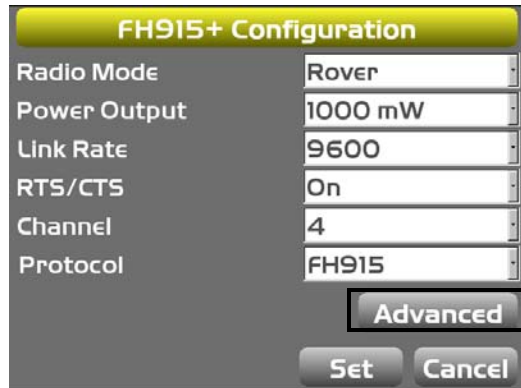 FH915+ Configuration
Radio Mode Rover
Power Output 1000 mW
Link Rate 9600
RTS/CTS On
Channel 4
Protocol FH915
Advanced
Set Cancel